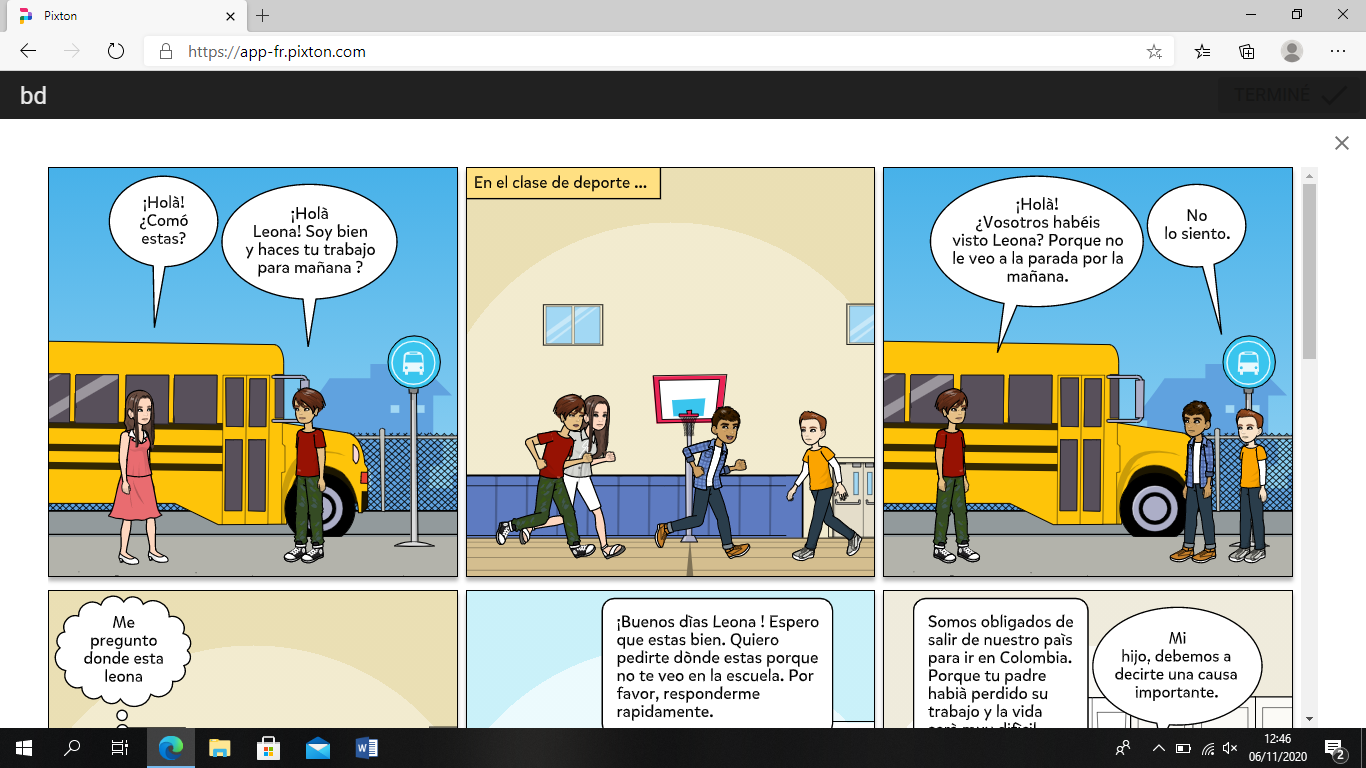 Pixton
https://app-fr.pixton.com
bd
TERMINÉ
¡Holà!
¿Comó
estas?
¡Holà
Leona! Soy bien
y haces tu trabajo
para mañana ?
En el clase de deporte ...
¡Holà!
¿Vosotros habéis
visto Leona? Porque no
le veo a la parada por la
mañana.
No
lo siento.
Me
pregunto
donde esta
leona
¡Buenos dìas Leona ! Espero
que estas bien. Quiero
pedirte dònde estas porque
no te veo en la escuela. Por
favor, responderme
rapidamente.
Somos obligados de
salir de nuestro paìs
para ir en Colombia.
Porque tu padre
habià perdido su
trabajo y la vida
serà muy difìcil
Mi
hijo, debemos a
decirte una causa
importante.
12:46
06/11/2020
2